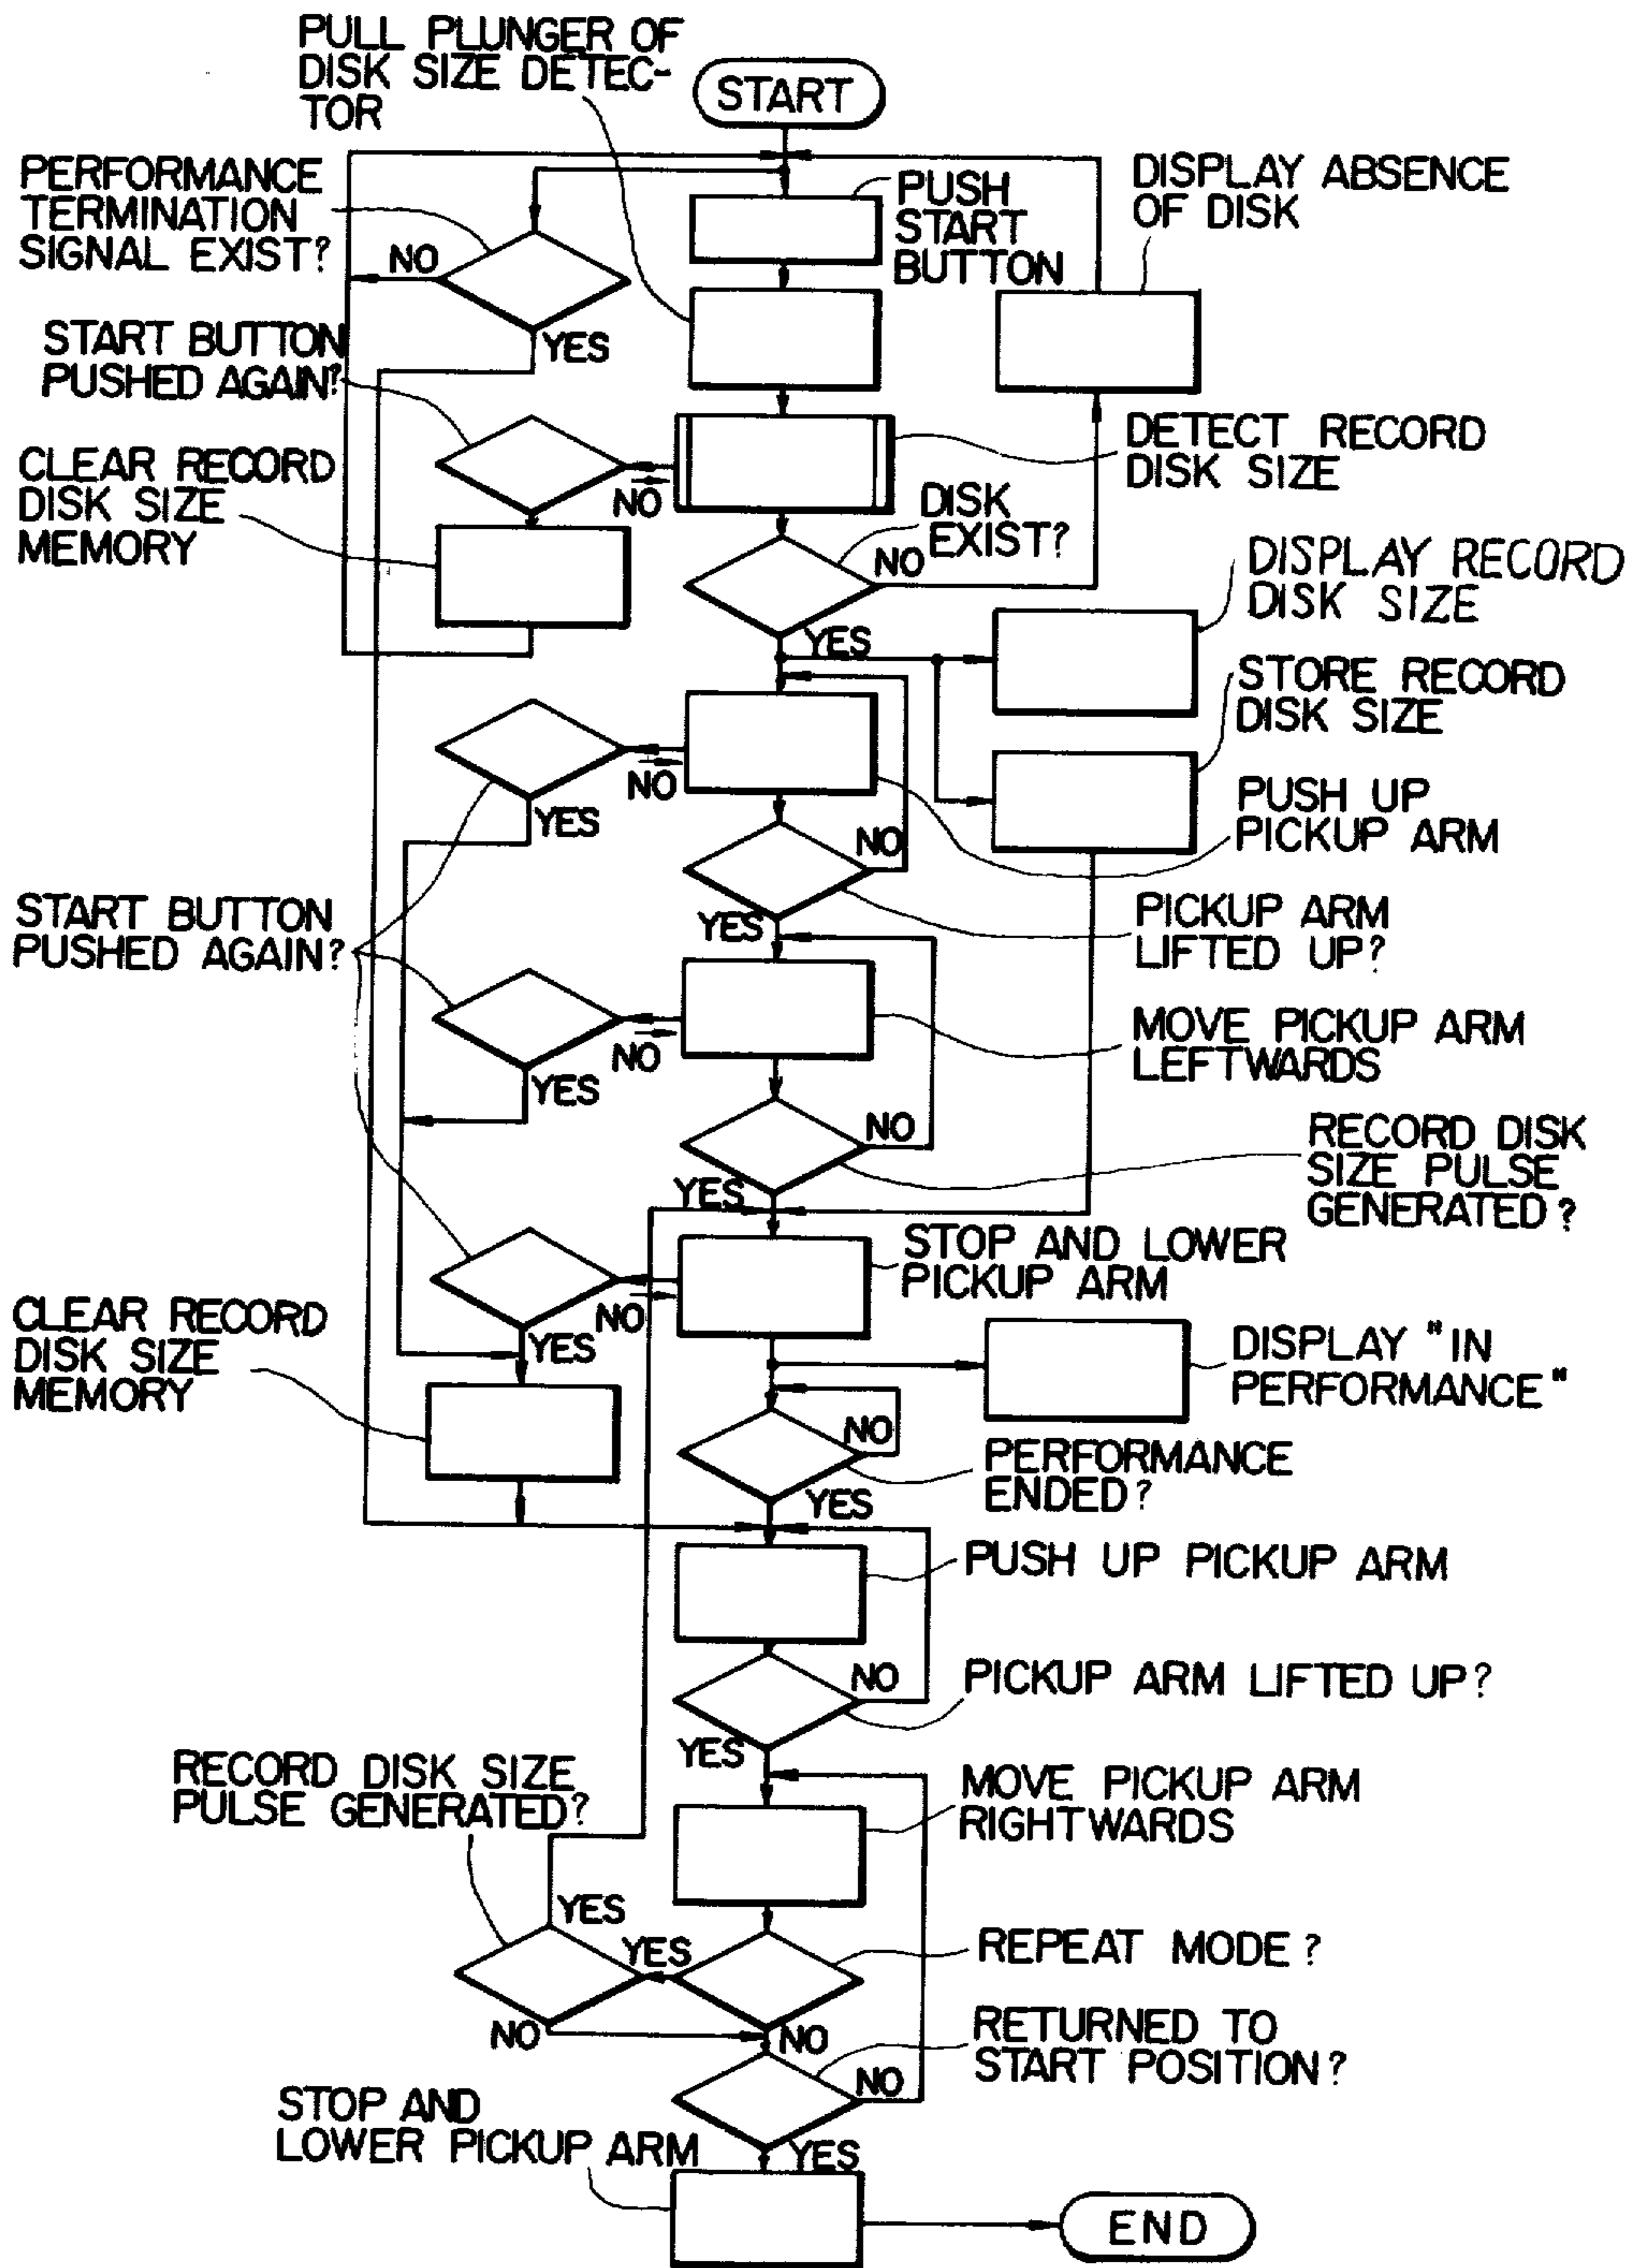 PULL PLUNGER OF
DISK SIZE DETEC-
TOR
START
PERFORMANCE
TERMINATION
SIGNAL EXIST?
NO
YES
PUSH
START
BUTTON
DISPLAY ABSENCE
OF DISK
START BUTTON
PUSHED AGAIN?
CLEAR RECORD
DISK SIZE
MEMORY
NO
DETECT RECORD
DISK SIZE
DISK
EXIST?
NO
YES
DISPLAY RECORD
DISK SIZE
STORE RECORD
DISK SIZE
NO
YES
PUSH UP
PICKUP ARM
NO
YES
PICKUP ARM
LIFTED UP?
START BUTTON
PUSHED AGAIN?
NO
YES
MOVE PICKUP ARM
LEFTWARDS
NO
YES
RECORD DISK
SIZE PULSE
GENERATED?
STOP AND LOWER
PICKUP ARM
NO
YES
CLEAR RECORD
DISK SIZE
MEMORY
DISPLAY "IN
PERFORMANCE"
NO
YES
PERFORMANCE
ENDED?
PUSH UP PICKUP ARM
NO
YES
PICKUP ARM LIFTED UP?
RECORD DISK SIZE
PULSE GENERATED?
MOVE PICKUP ARM
RIGHTWARDS
YES
YES
REPEAT MODE?
NO
NO
RETURNED TO
START POSITION?
NO
YES
STOP AND
LOWER PICKUP ARM
END